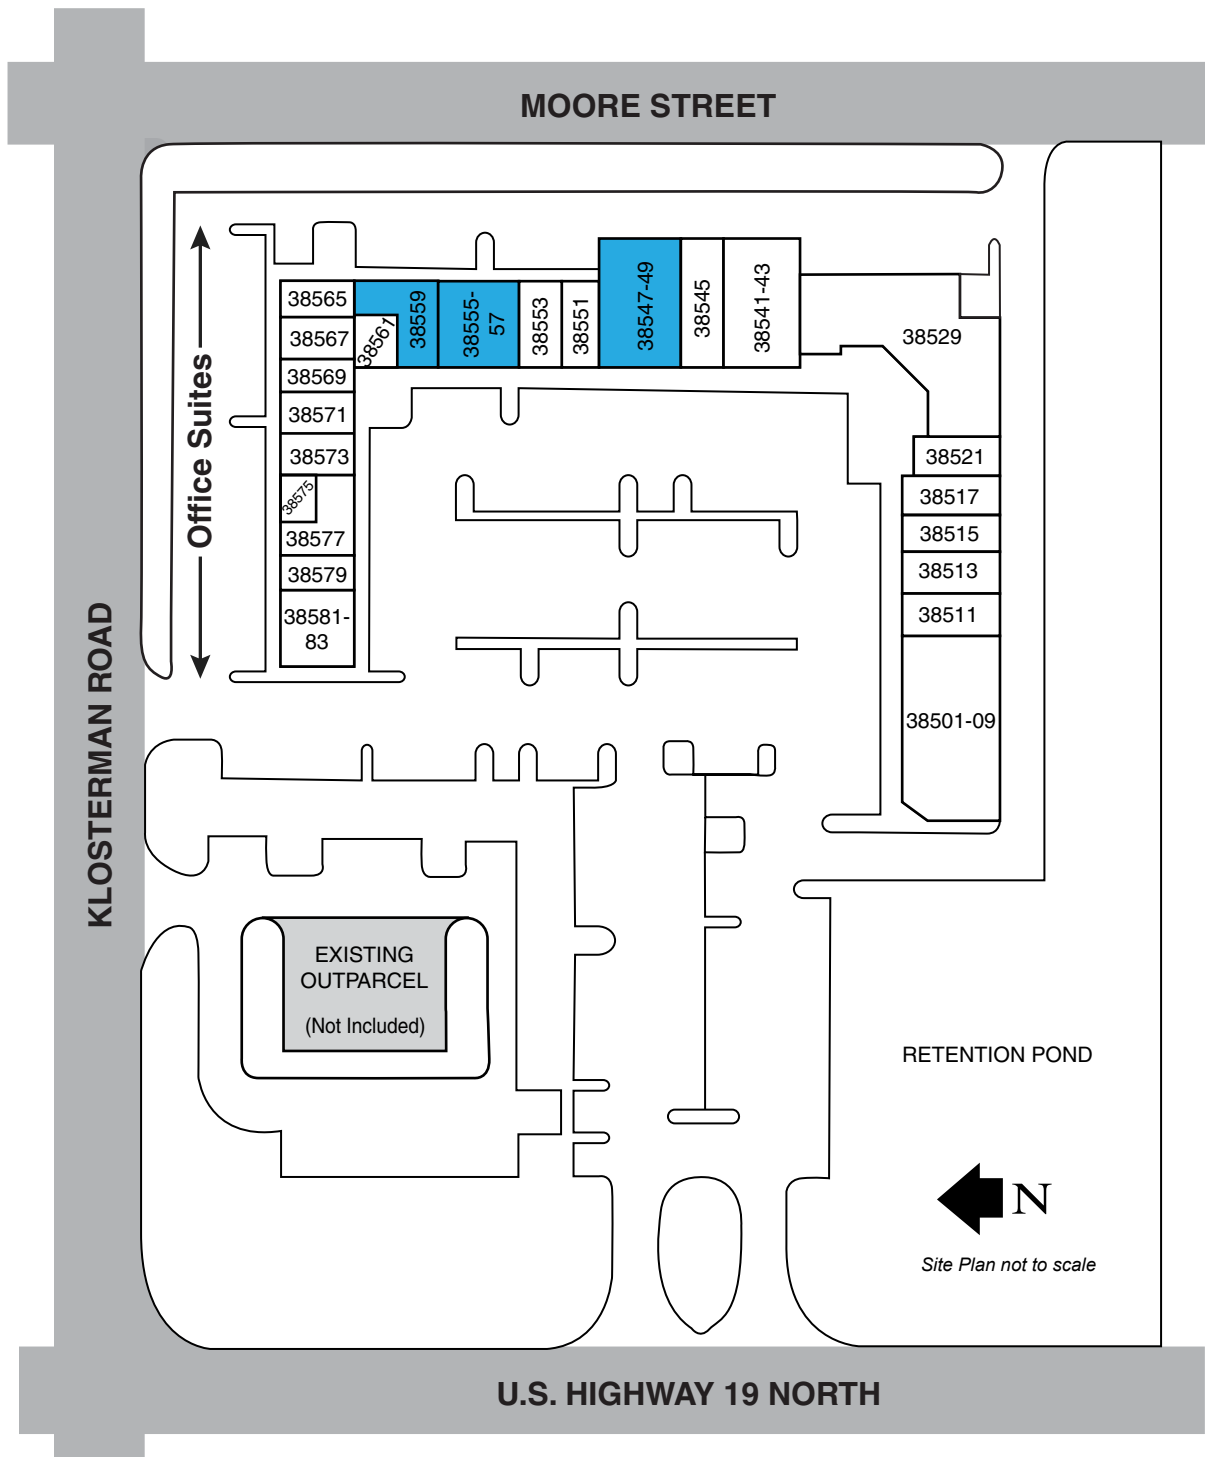 MOORE STREET
KLOSTERMAN ROAD
Office Suites
38565
38567
38569
38571
38573
38575
38577
38579
38581-
83
38561
38559
38555-
57
38553
38551
38547-49
38545
38541-43
38529
38521
38517
38515
38513
38511
38501-09
EXISTING
OUTPARCEL
(Not Included)
RETENTION POND
N
Site Plan not to scale
U.S. HIGHWAY 19 NORTH